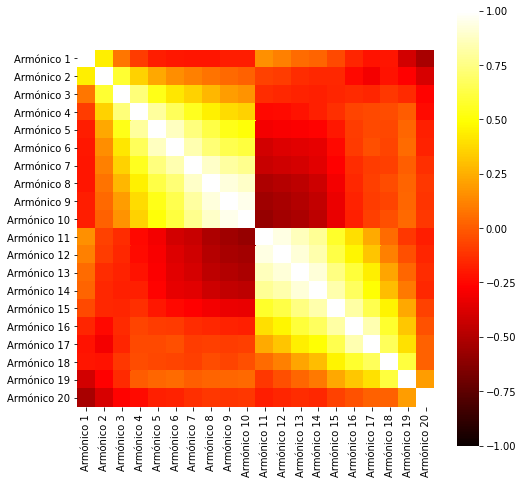 1.00
0.75
0.50
0.25
0.00
−0.25
−0.50
−0.75
−1.00
Armónico 1
Armónico 2
Armónico 3
Armónico 4
Armónico 5
Armónico 6
Armónico 7
Armónico 8
Armónico 9
Armónico 10
Armónico 11
Armónico 12
Armónico 13
Armónico 14
Armónico 15
Armónico 16
Armónico 17
Armónico 18
Armónico 19
Armónico 20
Armónico 1
Armónico 2
Armónico 3
Armónico 4
Armónico 5
Armónico 6
Armónico 7
Armónico 8
Armónico 9
Armónico 10
Armónico 11
Armónico 12
Armónico 13
Armónico 14
Armónico 15
Armónico 16
Armónico 17
Armónico 18
Armónico 19
Armónico 20